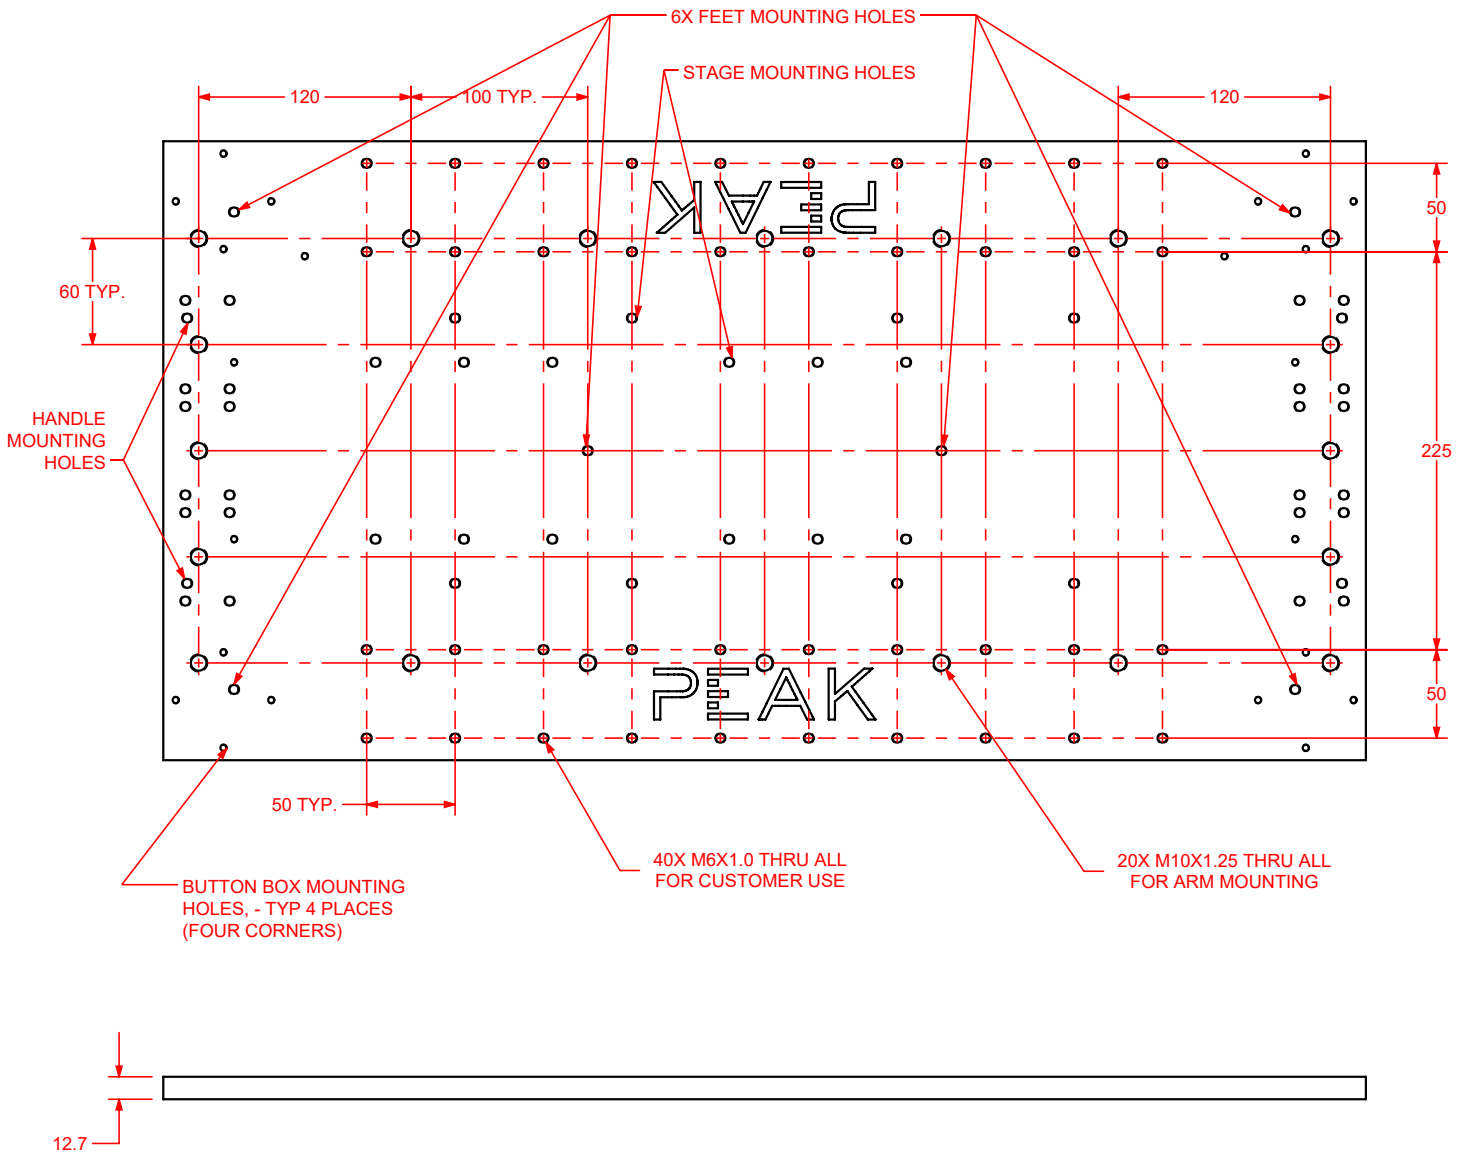 6X FEET MOUNTING HOLES
STAGE MOUNTING HOLES
120
100 TYP.
120
PEAK
50
60 TYP.
HANDLE
MOUNTING
HOLES
225
PEAK
50
50 TYP.
40X M6X1.0 THRU ALL
FOR CUSTOMER USE
20X M10X1.25 THRU ALL
FOR ARM MOUNTING
BUTTON BOX MOUNTING
HOLES, - TYP 4 PLACES
(FOUR CORNERS)
12.7